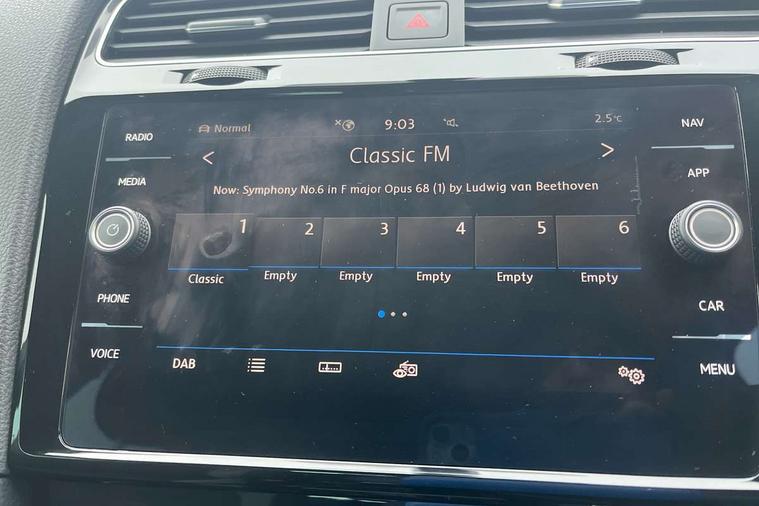 RADIO
MEDIA
PHONE
VOICE
Normal
9:03
2.5°C
Classic FM
Now: Symphony No.6 in F major Opus 68 (1) by Ludwig van Beethoven
1 2 3 4 5 6
Classic Empty Empty Empty Empty Empty
DAB
NAV
APP
CAR
MENU